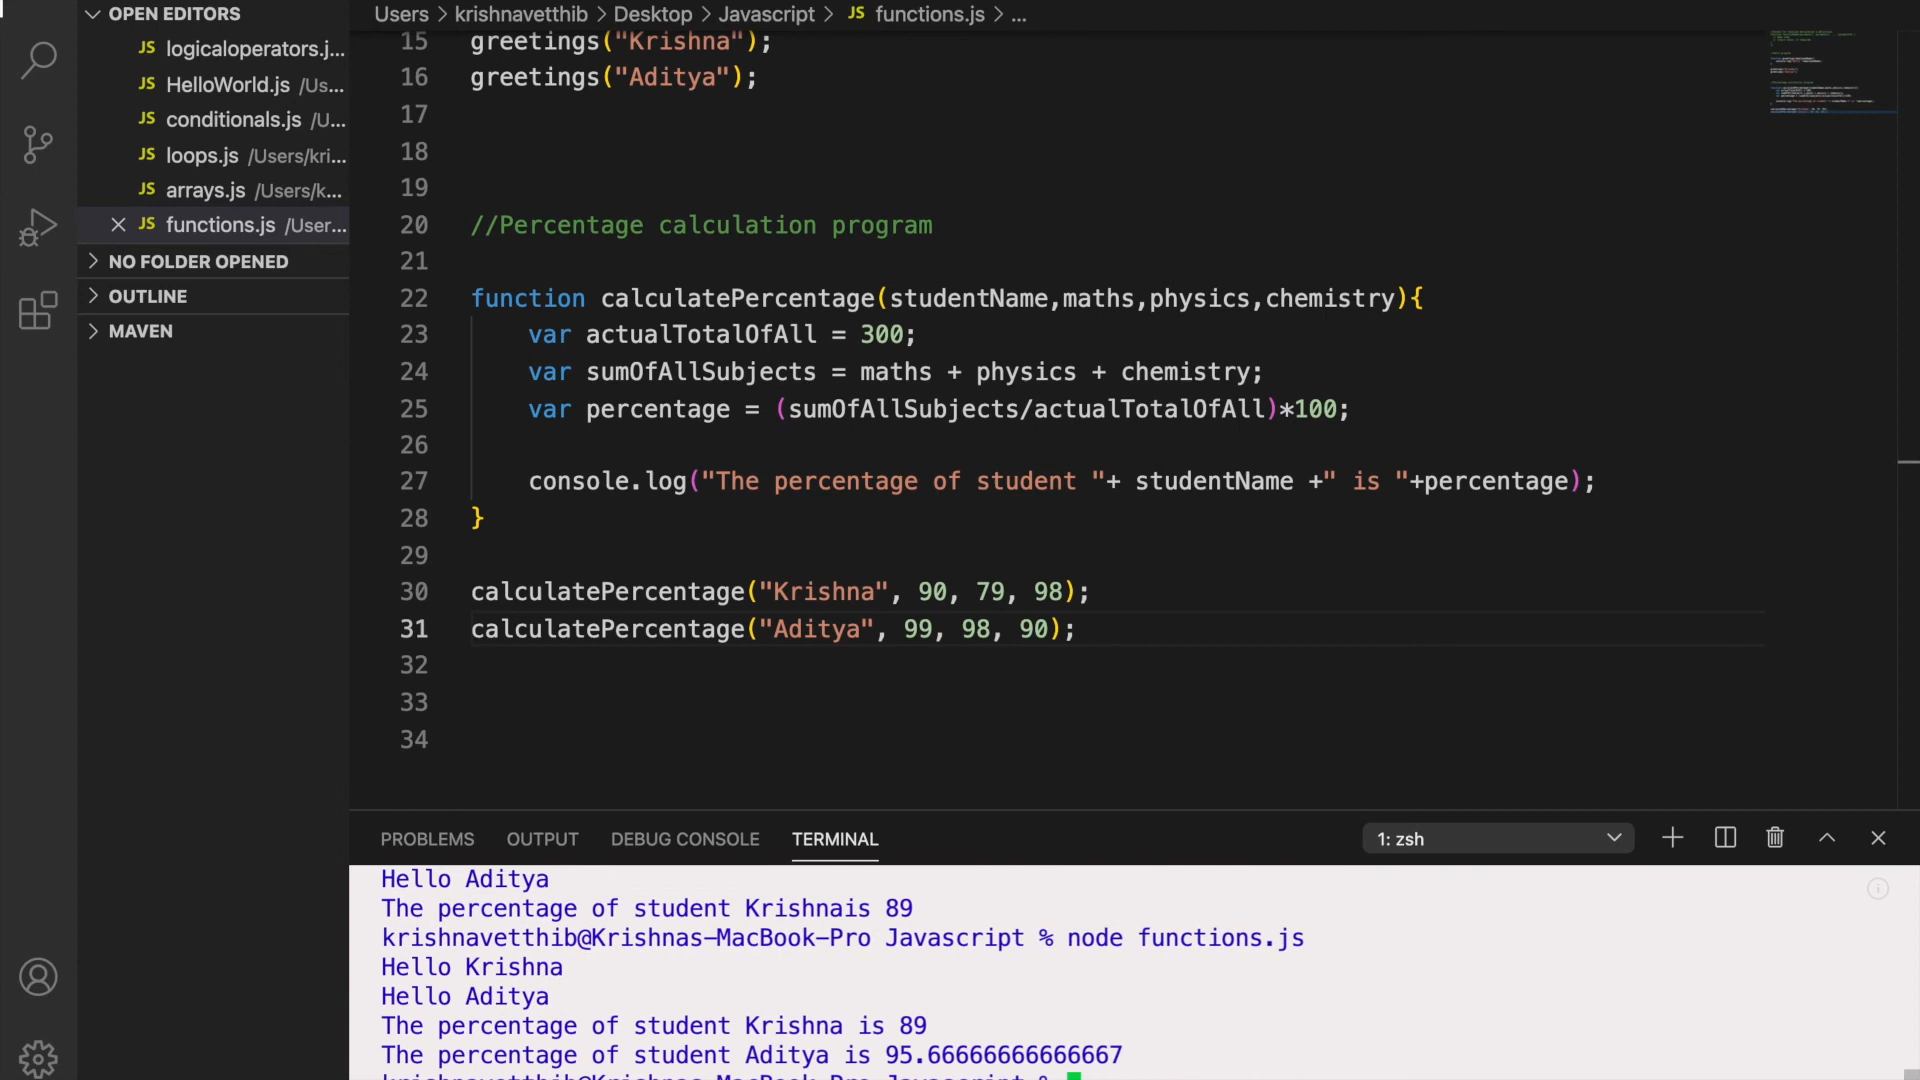 OPEN EDITORS
JS logicaloperators.j...
JS HelloWorld.js /Us...
JS conditionals.js /U...
JS loops.js /Users/kri...
JS arrays.js /Users/k...
JS functions.js /User...
NO FOLDER OPENED
OUTLINE
MAVEN
Users > krishnavetthib > Desktop > Javascript > JS functions.js > ...
15 greetings("Krishna");
16 greetings("Aditya");
17
18
19
20 //Percentage calculation program
21
22 function calculatePercentage(studentName,maths,physics,chemistry){
23 var actualTotalOfAll = 300;
24 var sumOfAllSubjects = maths + physics + chemistry;
25 var percentage = (sumOfAllSubjects/actualTotalOfAll)*100;
26
27 console.log("The percentage of student "+ studentName +" is "+percentage);
28 }
29
30 calculatePercentage("Krishna", 90, 79, 98);
31 calculatePercentage("Aditya", 99, 98, 90);
32
33
34
PROBLEMS OUTPUT DEBUG CONSOLE TERMINAL 1: zsh
Hello Aditya
The percentage of student Krishnais 89
krishnavetthib@Krishnas-MacBook-Pro Javascript % node functions.js
Hello Krishna
Hello Aditya
The percentage of student Krishna is 89
The percentage of student Aditya is 95.66666666666667
krishnavetthib@Krishnas-MacBook-Pro Javascript %